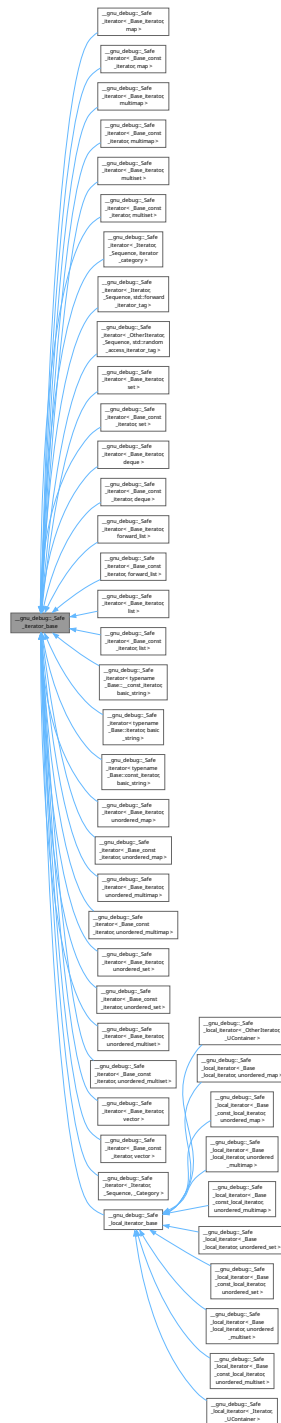 __gnu_debug::_Safe
_iterator< _Base_iterator,
map >
__gnu_debug::_Safe
_iterator< _Base_const
_iterator, map >
__gnu_debug::_Safe
_iterator< _Base_iterator,
multimap >
__gnu_debug::_Safe
_iterator< _Base_const
_iterator, multimap >
__gnu_debug::_Safe
_iterator< _Base_iterator,
multiset >
__gnu_debug::_Safe
_iterator< _Base_const
_iterator, multiset >
__gnu_debug::_Safe
_iterator< _Iterator,
_Sequence, iterator
_category >
__gnu_debug::_Safe
_iterator< _Iterator,
_Sequence, std::forward
_iterator_tag >
__gnu_debug::_Safe
_iterator< _OtherIterator,
_Sequence, std::random
_access_iterator_tag >
__gnu_debug::_Safe
_iterator< _Base_iterator,
set >
__gnu_debug::_Safe
_iterator< _Base_const
_iterator, set >
__gnu_debug::_Safe
_iterator< _Base_iterator,
deque >
__gnu_debug::_Safe
_iterator< _Base_const
_iterator, deque >
__gnu_debug::_Safe
_iterator< _Base_iterator,
forward_list >
__gnu_debug::_Safe
_iterator< _Base_const
_iterator, forward_list >
__gnu_debug::_Safe
_iterator< _Base_iterator,
list >
__gnu_debug::_Safe
_iterator_base
__gnu_debug::_Safe
_iterator< _Base_const
_iterator, list >
__gnu_debug::_Safe
_iterator< typename
_Base::__const_iterator,
basic_string >
__gnu_debug::_Safe
_iterator< typename
_Base::iterator, basic
_string >
__gnu_debug::_Safe
_iterator< typename
_Base::const_iterator,
basic_string >
__gnu_debug::_Safe
_iterator< _Base_iterator,
unordered_map >
__gnu_debug::_Safe
_iterator< _Base_const
_iterator, unordered_map >
__gnu_debug::_Safe
_iterator< _Base_iterator,
unordered_multimap >
__gnu_debug::_Safe
_iterator< _Base_const
_iterator, unordered_multimap >
__gnu_debug::_Safe
_iterator< _Base_iterator,
unordered_set >
__gnu_debug::_Safe
_iterator< _Base_const
_iterator, unordered_set >
__gnu_debug::_Safe
_iterator< _Base_iterator,
unordered_multiset >
__gnu_debug::_Safe
_iterator< _Base_const
_iterator, unordered_multiset >
__gnu_debug::_Safe
_iterator< _Base_iterator,
vector >
__gnu_debug::_Safe
_iterator< _Base_const
_iterator, vector >
__gnu_debug::_Safe
_iterator< _Iterator,
_Sequence, _Category >
__gnu_debug::_Safe
_local_iterator_base
__gnu_debug::_Safe
_local_iterator< _OtherIterator,
_UContainer >
__gnu_debug::_Safe
_local_iterator< _Base
_local_iterator, unordered_map >
__gnu_debug::_Safe
_local_iterator< _Base
_const_local_iterator,
unordered_map >
__gnu_debug::_Safe
_local_iterator< _Base
_local_iterator, unordered
_multimap >
__gnu_debug::_Safe
_local_iterator< _Base
_const_local_iterator,
unordered_multimap >
__gnu_debug::_Safe
_local_iterator< _Base
_local_iterator, unordered_set >
__gnu_debug::_Safe
_local_iterator< _Base
_const_local_iterator,
unordered_set >
__gnu_debug::_Safe
_local_iterator< _Base
_local_iterator, unordered
_multiset >
__gnu_debug::_Safe
_local_iterator< _Base
_const_local_iterator,
unordered_multiset >
__gnu_debug::_Safe
_local_iterator< _Iterator,
_UContainer >